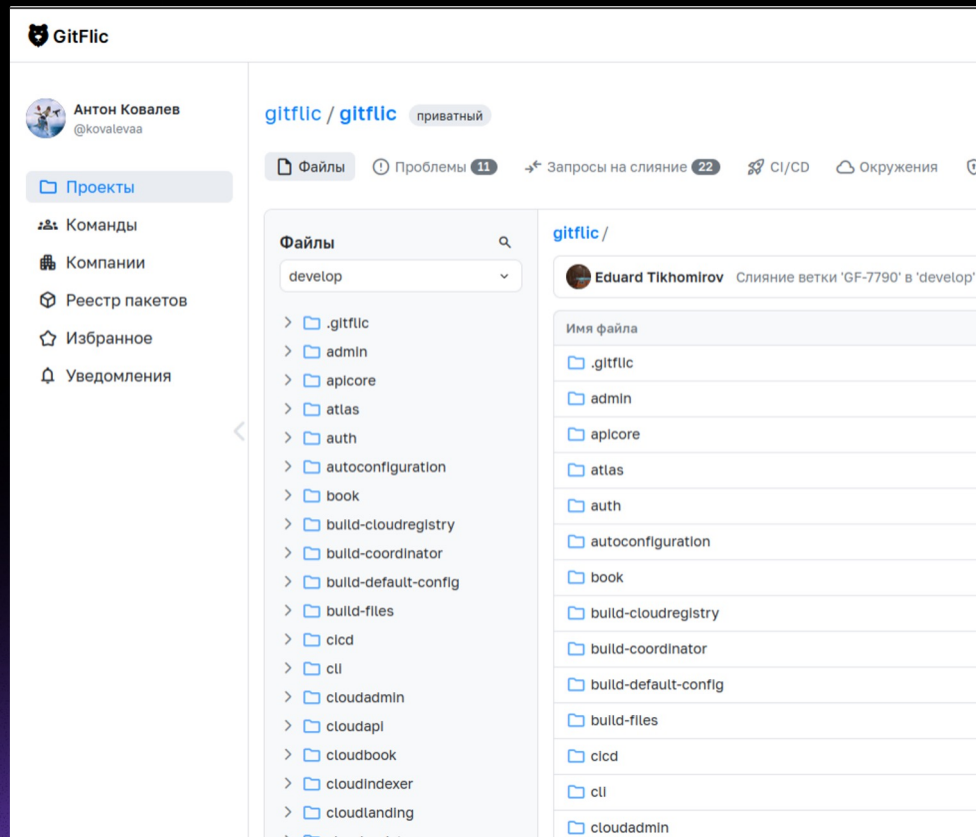 GitFlic
Антон Ковалев
@kovalevaa
Проекты
Команды
Компании
Реестр пакетов
Избранное
Уведомления
gitflic / gitflic приватный
Файлы Проблемы 11 Запросы на слияние 22 CI/CD Окружения
Файлы
develop
.gitflic
admin
apicore
atlas
auth
autoconfiguration
book
build-cloudregistry
build-coordinator
build-default-config
build-files
cicd
cli
cloudadmin
cloudapi
cloudbook
cloudindexer
cloudlanding
gitflic /
Eduard Tikhomirov Слияние ветки 'GF-7790' в 'develop'
Имя файла
.gitflic
admin
apicore
atlas
auth
autoconfiguration
book
build-cloudregistry
build-coordinator
build-default-config
build-files
cicd
cli
cloudadmin